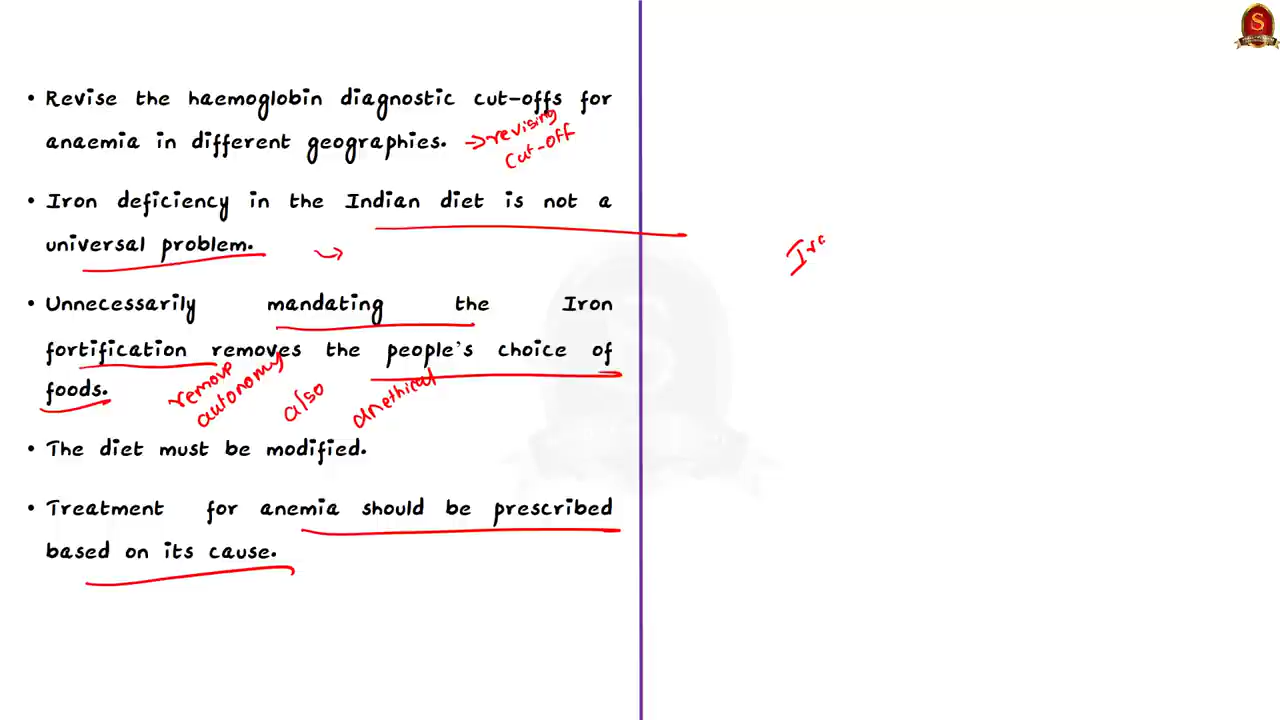 • Revise the haemoglobin diagnostic cut-offs for
anaemia in different geographies.
→ revising
cut-off
• Iron deficiency in the Indian diet is not a
universal problem.
• Unnecessarily mandating the Iron
fortification removes the people's choice of
foods.
remove
autonomy
also
unethical
• The diet must be modified.
• Treatment for anemia should be prescribed
based on its cause.
S